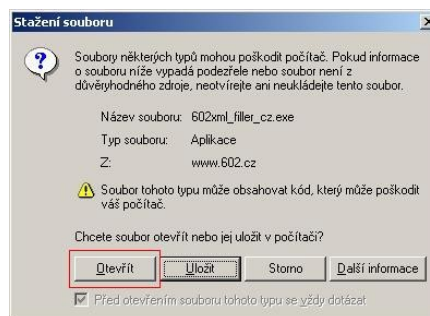 Stažení souboru
Soubory některých typů mohou poškodit počítač. Pokud informace
o souboru níže vypadá podezřele nebo soubor není z
důvěryhodného zdroje, neotvírejte ani neukládejte tento soubor.
Název souboru: 602xml_filler_cz.exe
Typ souboru: Aplikace
Z: www.602.cz
Soubor tohoto typu může obsahovat kód, který může poškodit
váš počítač.
Chcete soubor otevřít nebo jej uložit v počítači?
Otevřít Uložit Storno Další informace
Před otevřením souboru tohoto typu se vždy dotázat